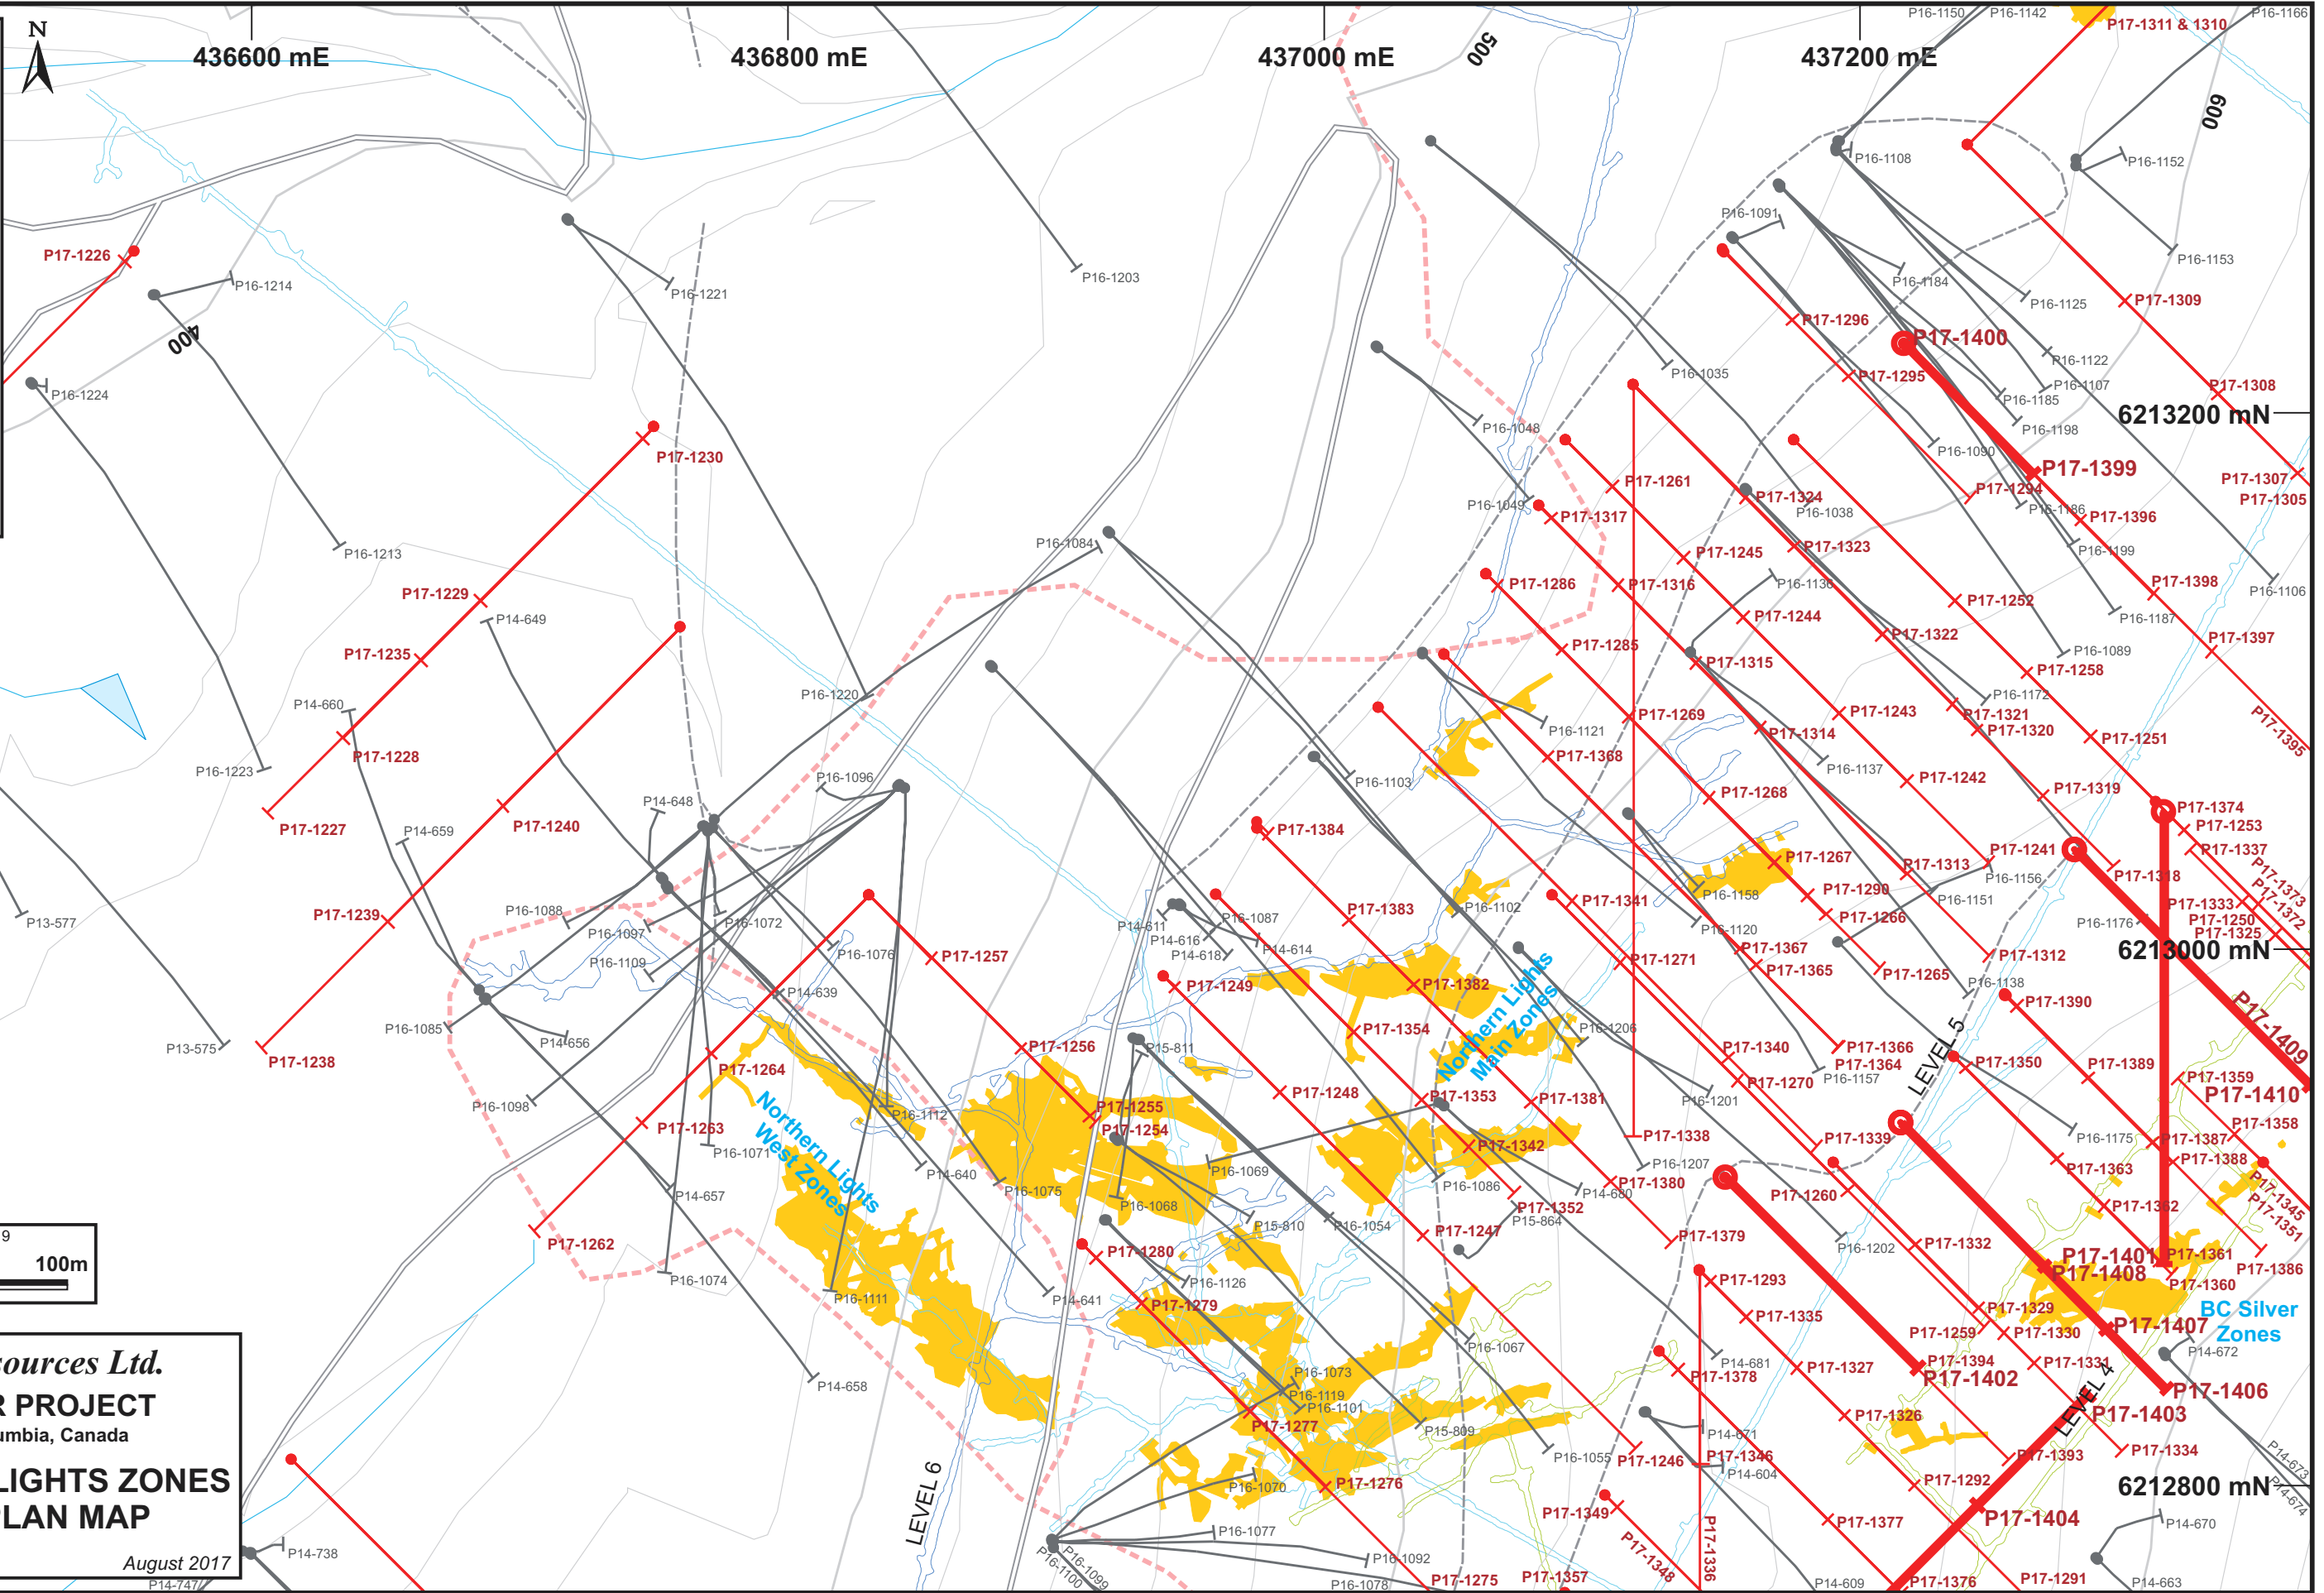 P16-1150
P16-1142
P16-1166
P17-1311 & 1310
N
436600 mE
436800 mE
437000 mE
437200 mE
500
600
P16-1108
P16-1152
P16-1091
P16-1153
P17-1226
P16-1214
P16-1221
P16-1203
P16-1184
P16-1125
P17-1309
P17-1296
P17-1400
400
P16-1122
P16-1035
P17-1295
P16-1107
P17-1308
P16-1224
P16-1185
6213200 mN
P16-1048
P16-1198
P16-1090
P17-1230
P17-1399
P17-1307
P17-1261
P17-1294
P17-1305
P17-1324
P16-1049
P16-1038
P16-1186
P17-1317
P17-1396
P16-1213
P16-1084
P17-1245
P17-1323
P16-1199
P17-1229
P17-1286
P17-1316
P16-1136
P17-1398
P16-1106
P14-649
P17-1244
P17-1252
P16-1187
P17-1235
P17-1285
P17-1322
P17-1397
P17-1315
P16-1089
P17-1258
P14-660
P16-1220
P17-1269
P17-1243
P16-1172
P17-1321
P17-1320
P17-1314
P16-1121
P17-1395
P17-1228
P17-1368
P17-1251
P16-1223
P16-1096
P16-1103
P16-1137
P17-1242
P17-1268
P17-1319
P14-648
P17-1374
P17-1227
P17-1240
P14-659
P17-1384
P17-1253
P17-1337
P17-1241
P17-1267
P17-1313
P16-1156
P17-1318
P17-1373
P17-1372
P16-1158
P17-1290
P17-1341
P16-1151
P17-1333
P13-577
P17-1239
P16-1088
P16-1072
P16-1087
P17-1383
P16-1102
P17-1266
P16-1176
P17-1250
P16-1097
P14-611
P14-616
P14-614
P14-618
P16-1120
P17-1325
6213000 mN
P16-1076
P17-1257
P17-1367
P17-1365
P17-1271
P17-1312
P16-1109
P17-1265
P14-639
P17-1249
P17-1382
P16-1138
P17-1390
P16-1085
P14-656
P17-1354
Northern Lights
Main Zones
P16-1206
LEVEL 5
P17-1409
P13-575
P17-1238
P17-1256
P15-811
P17-1340
P17-1366
P17-1364
P17-1350
P17-1264
P17-1270
P16-1157
P17-1389
P17-1359
P17-1410
P16-1098
P17-1248
P17-1353
P17-1381
P16-1201
P17-1255
P17-1254
P16-1112
Northern Lights
West Zones
P17-1263
P16-1071
P17-1342
P17-1338
P17-1339
P16-1175
P17-1387
P17-1358
P17-1388
P17-1363
P14-640
P16-1069
P16-1207
P17-1380
P16-1086
P14-680
P14-657
P16-1075
P16-1068
P17-1260
P17-1352
P15-864
P17-1362
P17-1345
P17-1351
P15-810
P16-1054
P17-1262
P17-1247
P17-1379
P16-1202
P17-1332
P17-1280
P17-1401
P17-1408
P17-1361
P17-1386
P17-1360
9
100m
P16-1074
P16-1126
P17-1293
P16-1111
P14-641
P17-1279
P17-1329
P17-1335
BC Silver
Zones
P17-1259
P17-1330
P17-1407
P16-1067
P14-672
sources Ltd.
R PROJECT
umbia, Canada
LIGHTS ZONES
PLAN MAP
August 2017
P14-681
P17-1378
P17-1327
P17-1394
P17-1402
P17-1331
P14-658
P16-1073
P16-1119
P16-1101
P17-1406
LEVEL 4
P17-1403
P17-1277
P15-809
P17-1326
P14-671
P17-1334
P17-1393
P16-1055
P17-1246
P17-1346
P14-604
P14-673
P14-674
P16-1070
P17-1276
P17-1292
6212800 mN
LEVEL 6
P17-1349
P17-1377
P17-1404
P14-670
P16-1077
P17-1348
P17-1336
P14-738
P16-1092
P16-1099
P16-1100
P14-747
P16-1078
P17-1275
P17-1357
P14-609
P17-1376
P17-1291
P14-663